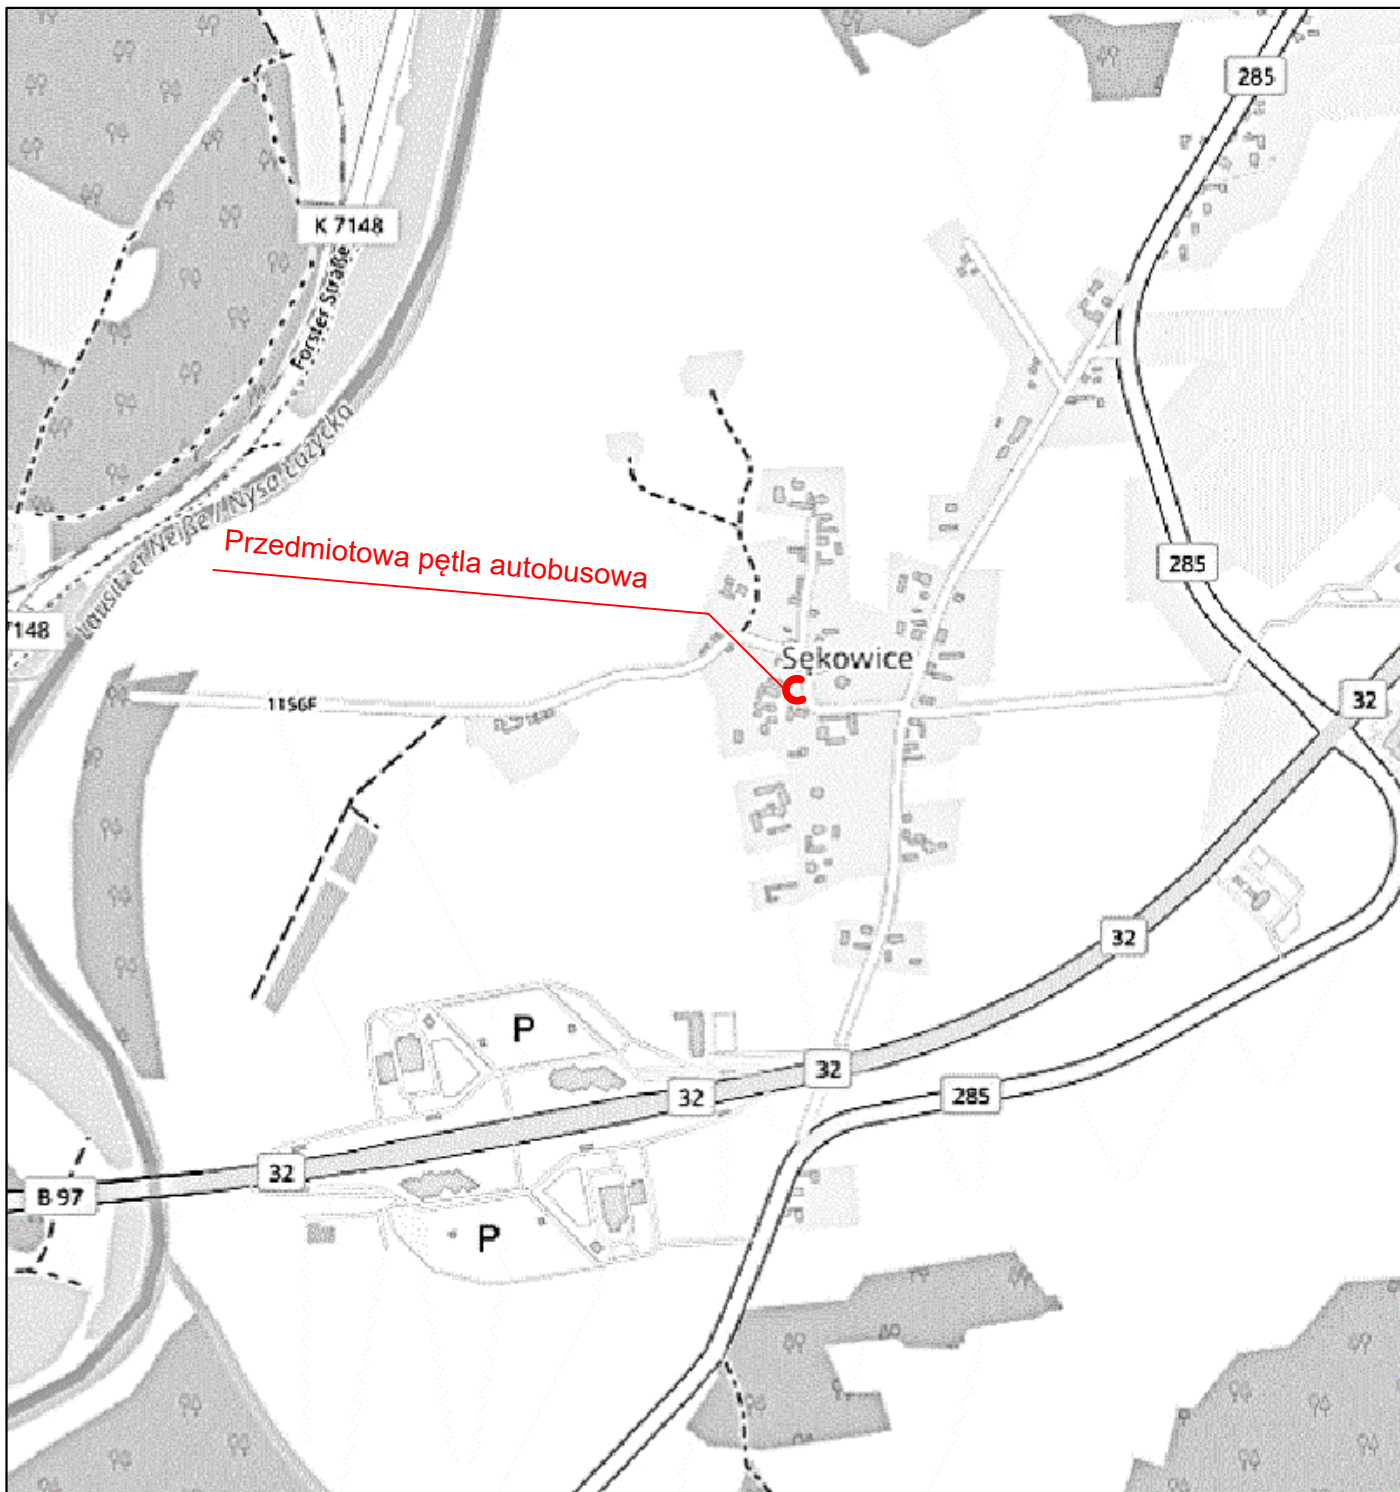 285
K 7148
Forster Straße
Lausitzer Neiße / Nysa Łużycka
Przedmiotowa pętla autobusowa
285
7148
Sękowice
32
1156F
32
P
32
32
285
32
B 97
P